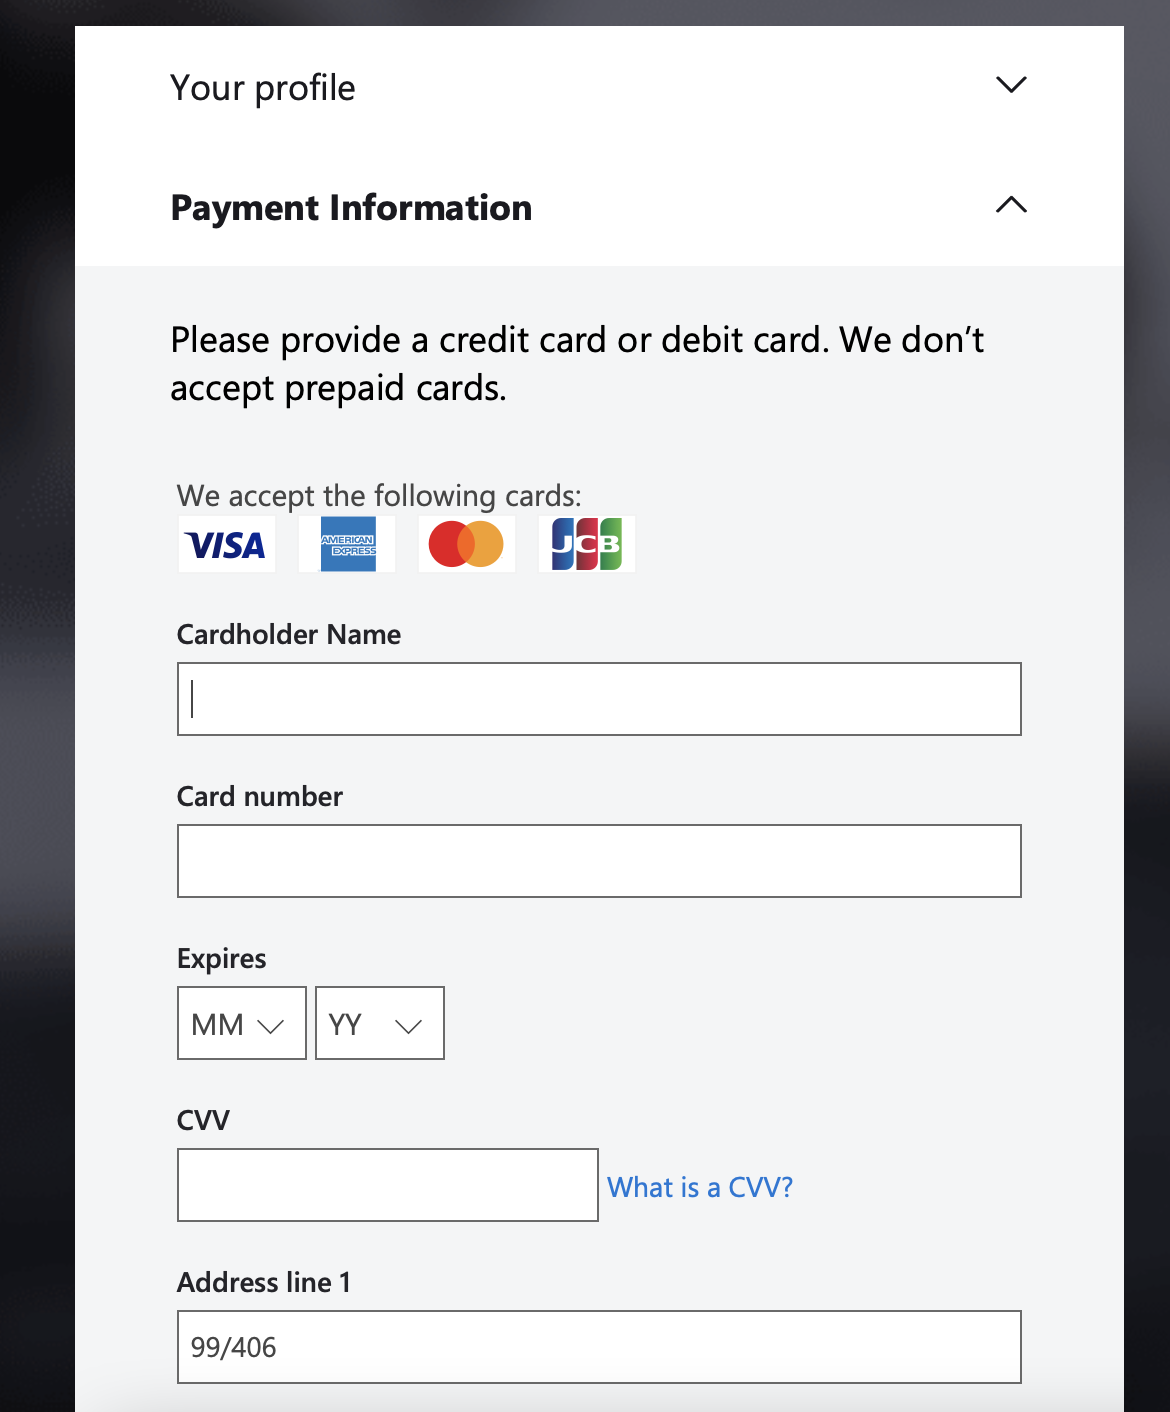 Your profile
Payment Information
Please provide a credit card or debit card. We don’t
accept prepaid cards.
We accept the following cards:
VISA
AMERICAN
EXPRESS
JCB
Cardholder Name
Card number
Expires
MM
YY
CVV
What is a CVV?
Address line 1
99/406